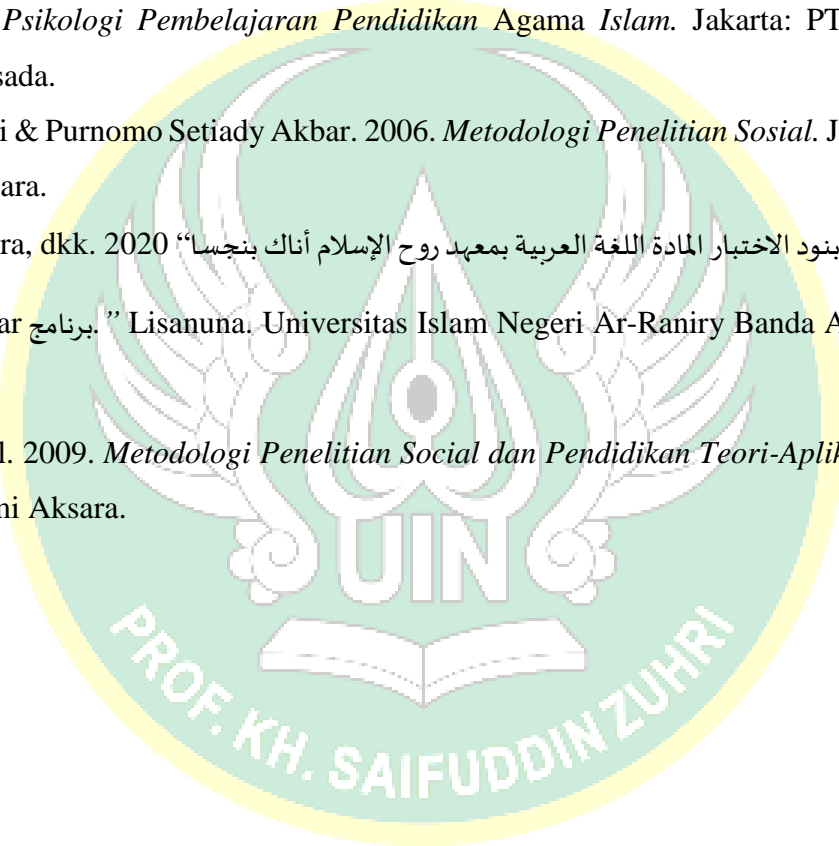 Psikologi Pembelajaran Pendidikan Agama Islam. Jakarta: PT
sada.
i & Purnomo Setiady Akbar. 2006. Metodologi Penelitian Sosial. J
ara.
ra, dkk. 2020 “بنود الاختبار المادة اللغة العربية بمعهد روح الإسلام أناك بنجسا
ar برنامج.” Lisanuna. Universitas Islam Negeri Ar-Raniry Banda A
l. 2009. Metodologi Penelitian Social dan Pendidikan Teori-Aplik
ni Aksara.
UIN
PROF. KH. SAIFUDDIN ZUHRI